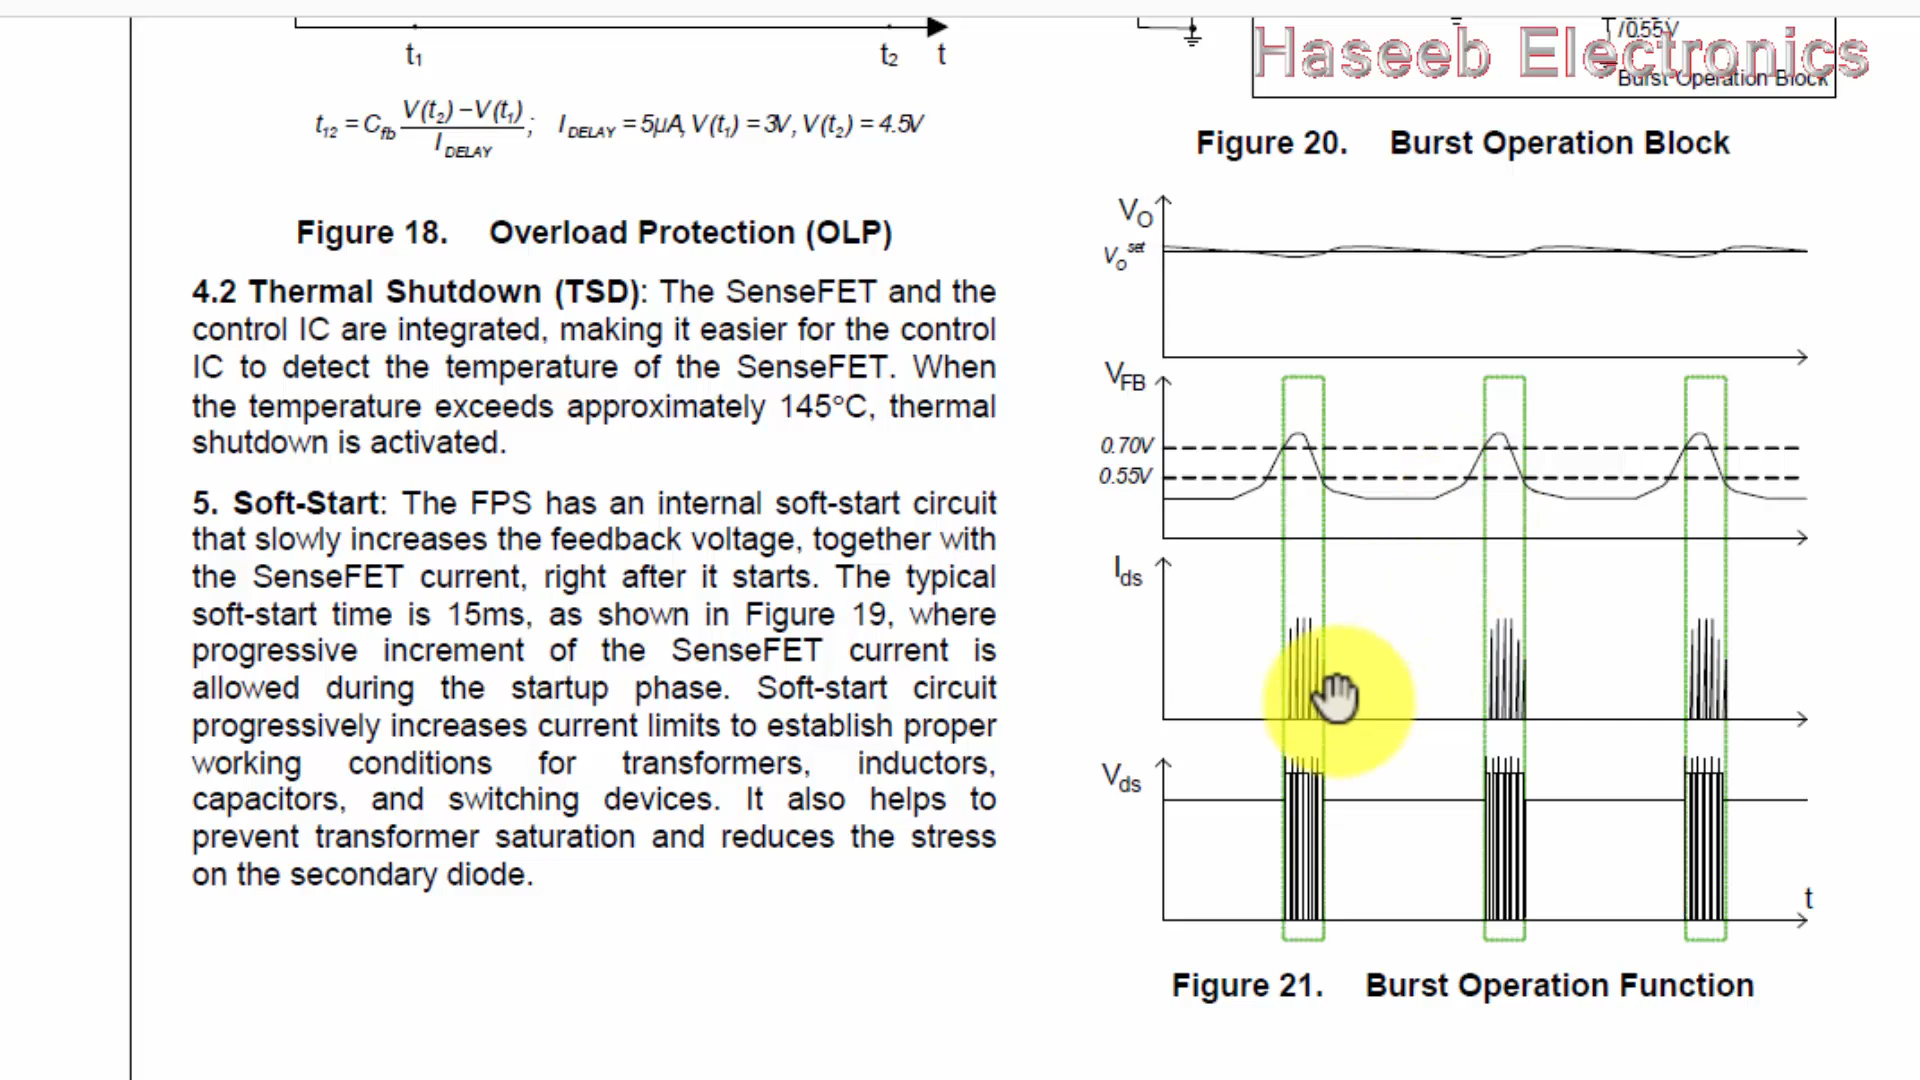 t1 t2 t
t12 = Cfb V(t2) – V(t1) / IDELAY ; IDELAY = 5μA, V(t1) = 3V, V(t2) = 4.5V
Figure 18. Overload Protection (OLP)
4.2 Thermal Shutdown (TSD): The SenseFET and the
control IC are integrated, making it easier for the control
IC to detect the temperature of the SenseFET. When
the temperature exceeds approximately 145°C, thermal
shutdown is activated.
5. Soft-Start: The FPS has an internal soft-start circuit
that slowly increases the feedback voltage, together with
the SenseFET current, right after it starts. The typical
soft-start time is 15ms, as shown in Figure 19, where
progressive increment of the SenseFET current is
allowed during the startup phase. Soft-start circuit
progressively increases current limits to establish proper
working conditions for transformers, inductors,
capacitors, and switching devices. It also helps to
prevent transformer saturation and reduces the stress
on the secondary diode.
/0.55V
Haseeb Electronics
Burst Operation Block
Figure 20. Burst Operation Block
VO
VOset
VFB
0.70V
0.55V
Ids
Vds
t
Figure 21. Burst Operation Function